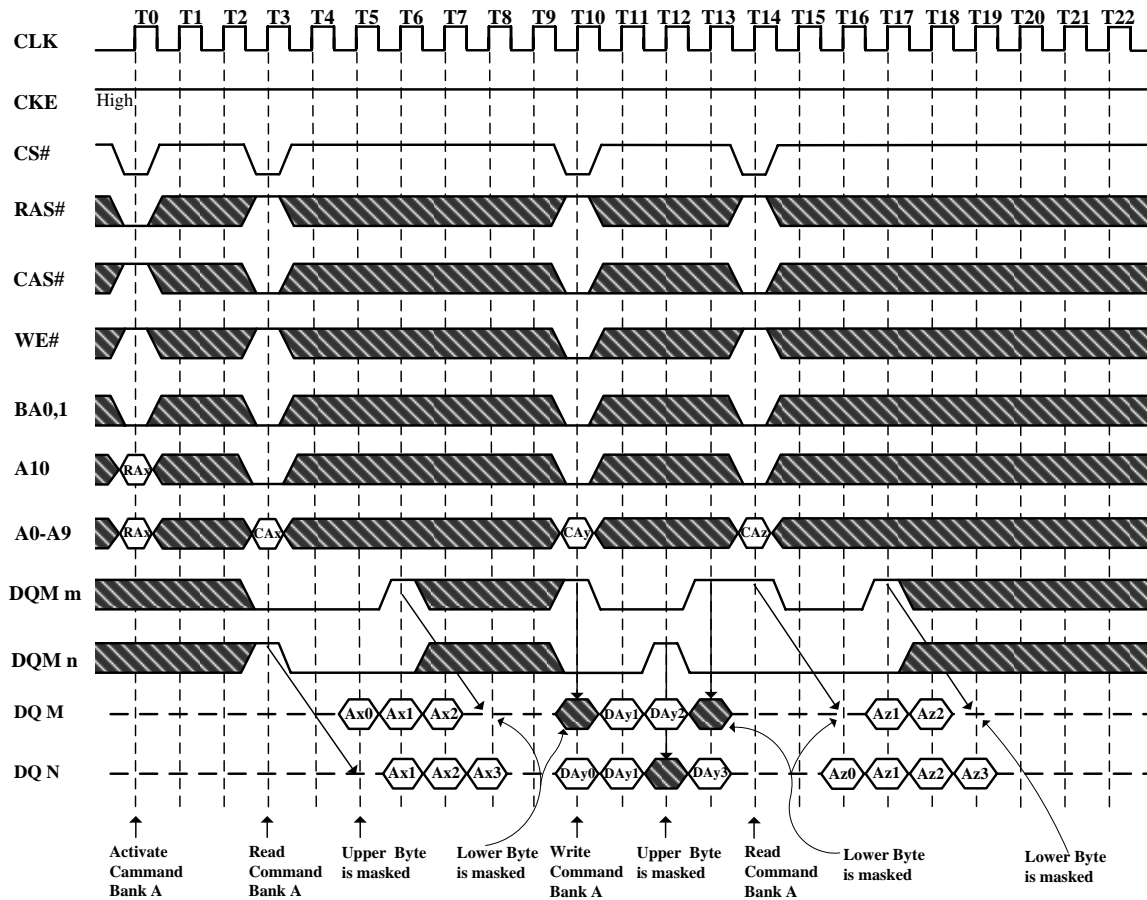 T0 T1 T2 T3 T4 T5 T6 T7 T8 T9 T10 T11 T12 T13 T14 T15 T16 T17 T18 T19 T20 T21 T22
CLK
CKE
High
CS#
RAS#
CAS#
WE#
BA0,1
A10
RAx
A0-A9
RAx CAx CAy CAz
DQM m
DQM n
DQ M
Ax0 Ax1 Ax2 DAy1 DAy2 Az1 Az2
DQ N
Ax1 Ax2 Ax3 DAy0 DAy1 DAy3 Az0 Az1 Az2 Az3
Activate
Cammand
Bank A
Read
Command
Bank A
Upper Byte
is masked
Lower Byte
is masked
Write
Command
Bank A
Upper Byte
is masked
Read
Command
Bank A
Lower Byte
is masked
Lower Byte
is masked